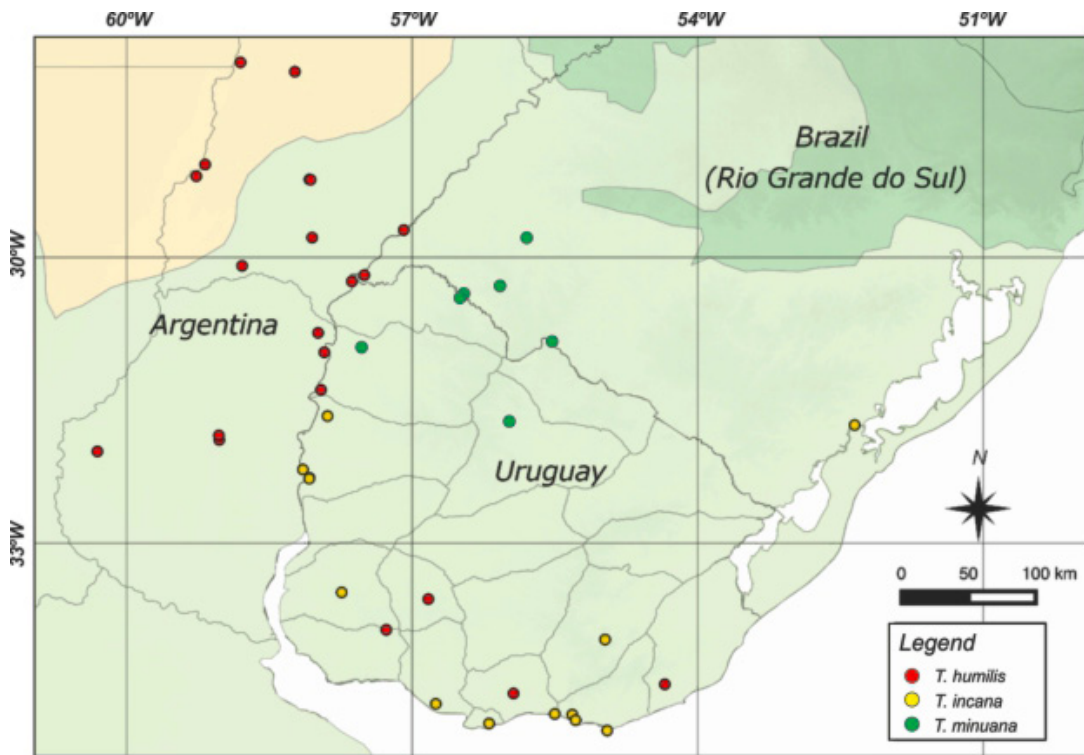 60°W 57°W 54°W 51°W
Brazil
(Rio Grande do Sul)
30°W
Argentina
Uruguay
N
33°W
0 50 100 km
Legend
T. humilis
T. incana
T. minuana